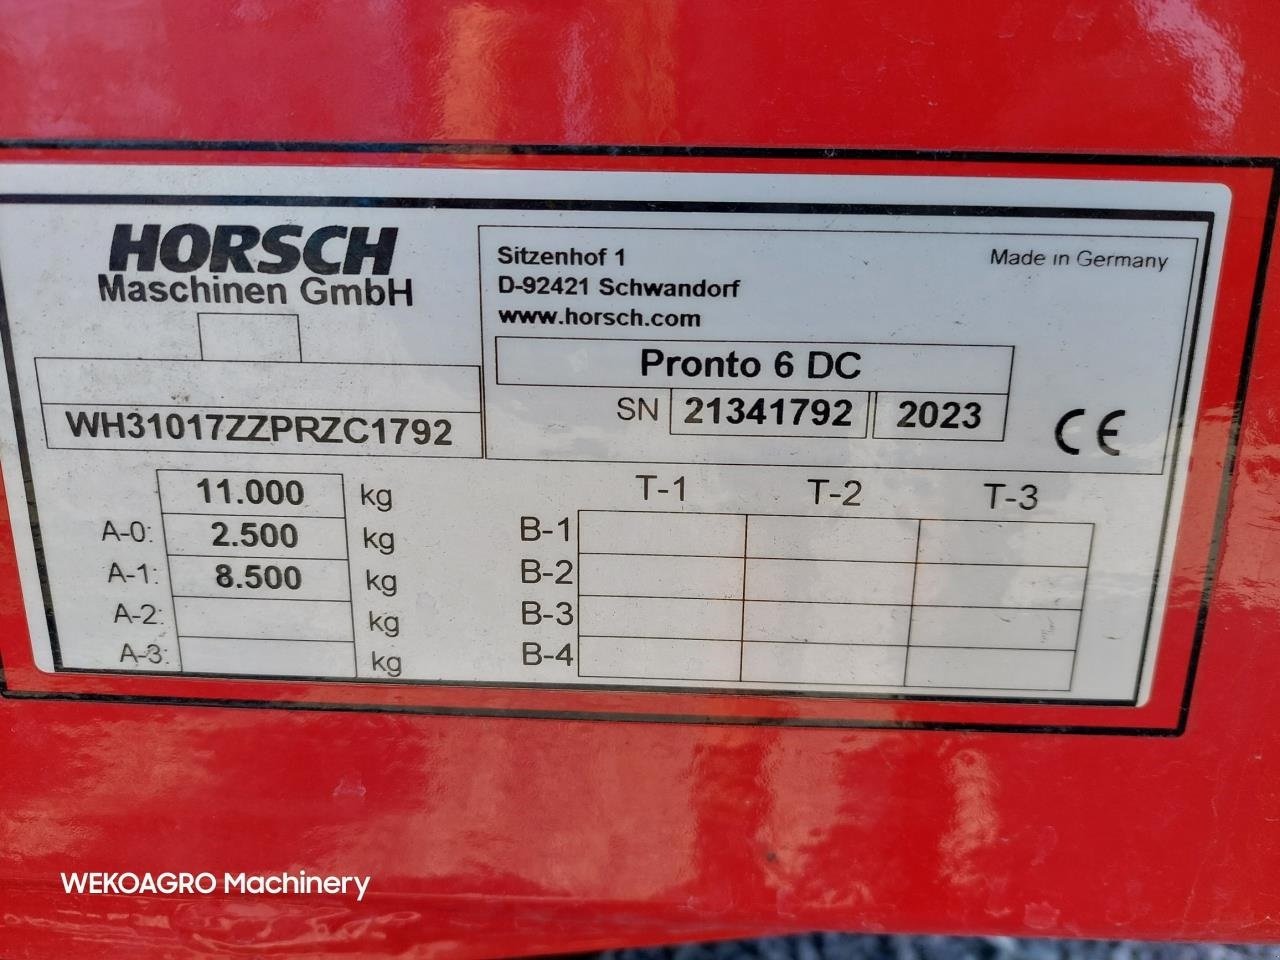 HORSCH
Maschinen GmbH
WH31017ZZPRZC1792
Sitzenhof 1
D-92421 Schwandorf
www.horsch.com
Made in Germany
Pronto 6 DC
SN 21341792 2023
CE
11.000 kg
A-0: 2.500 kg
A-1: 8.500 kg
A-2: kg
A-3: kg
T-1 T-2 T-3
B-1
B-2
B-3
B-4
WEKOAGRO Machinery